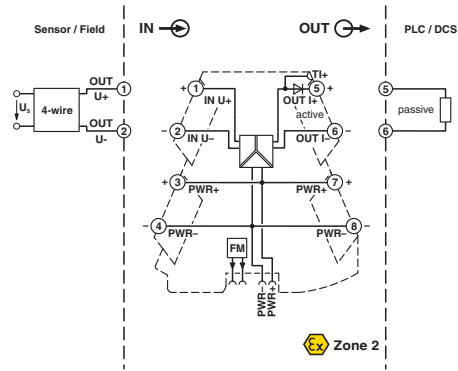 Sensor / Field
IN
OUT
PLC / DCS
Us
4-wire
OUT
U+
1
OUT
U-
2
+ 1
IN U+
TI+
5 +
OUT I+
active
- 2
IN U-
6 -
OUT I-
+ 3
PWR+
7 +
PWR+
- 4
PWR-
8 -
PWR-
FM
PWR-
PWR+
5
passive
6
Ex Zone 2